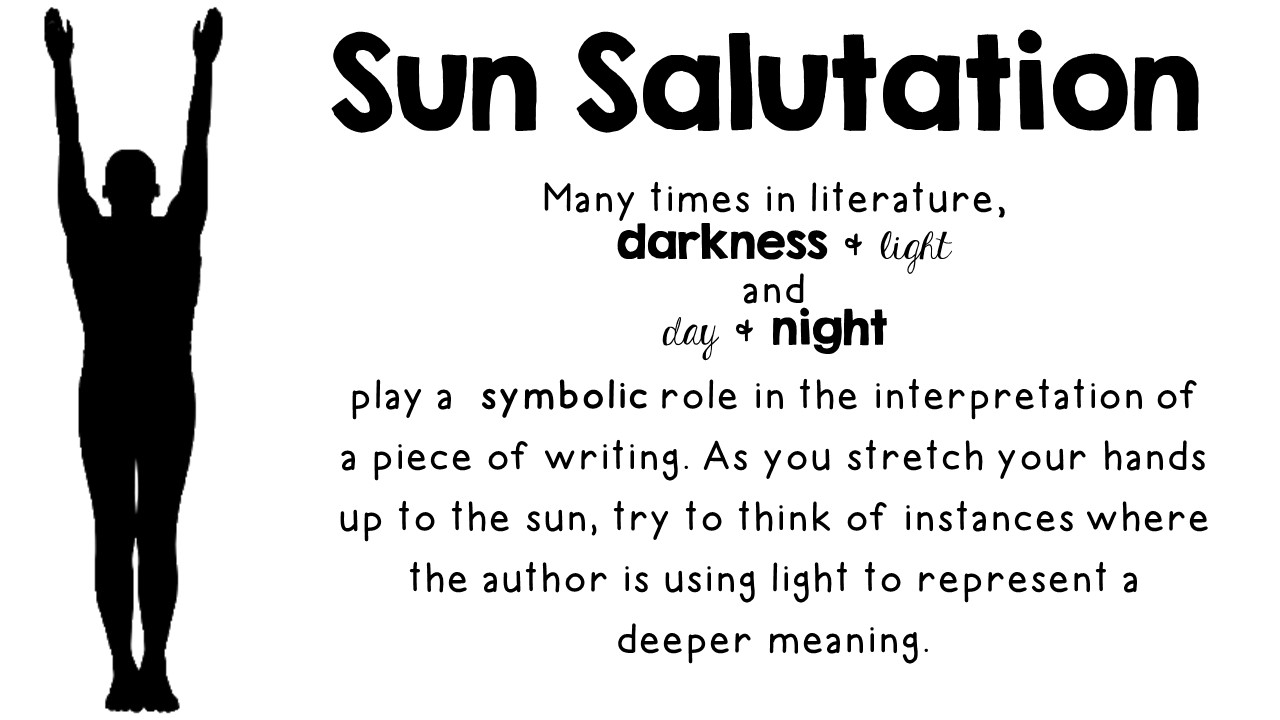 Sun Salutation
Many times in literature,
darkness & light
and
day & night
play a symbolic role in the interpretation of
a piece of writing. As you stretch your hands
up to the sun, try to think of instances where
the author is using light to represent a
deeper meaning.